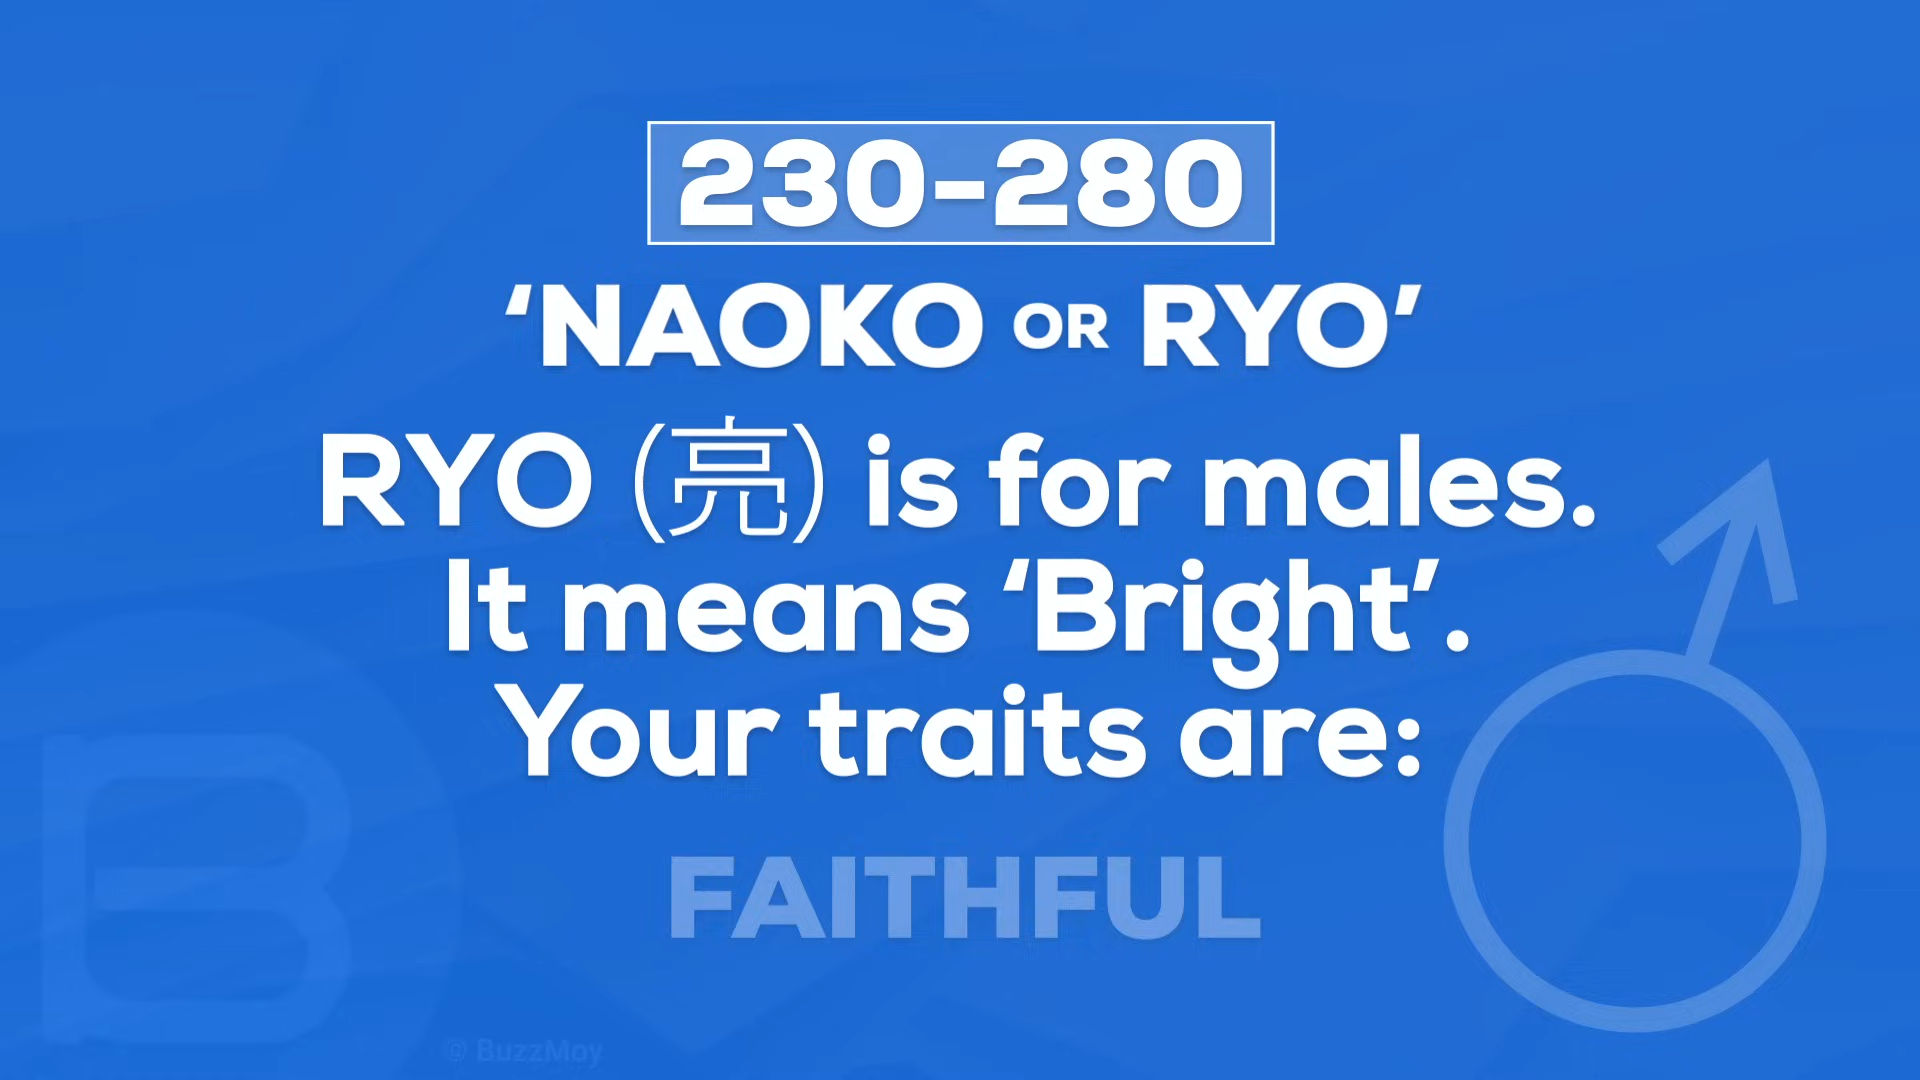 230-280
‘NAOKO OR RYO’
RYO (亮) is for males.
It means ‘Bright’.
Your traits are:
FAITHFUL
B
© BuzzMoy